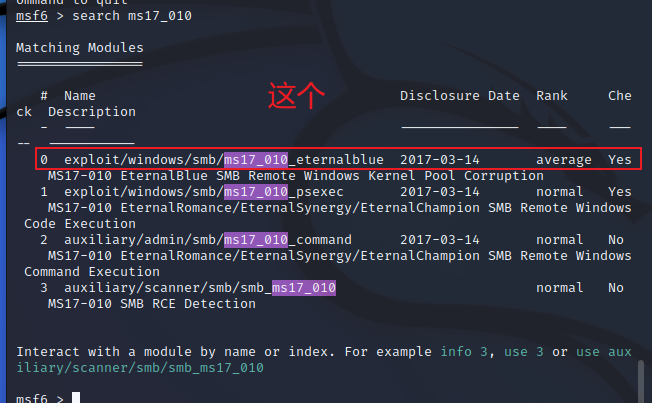 ommand to quit
msf6 > search ms17_010
Matching Modules
================
这个
# Name Disclosure Date Rank Che
ck Description
- ---- --------------- ---- ---
-- -----------
0 exploit/windows/smb/ms17_010_eternalblue 2017-03-14 average Yes
MS17-010 EternalBlue SMB Remote Windows Kernel Pool Corruption
1 exploit/windows/smb/ms17_010_psexec 2017-03-14 normal Yes
MS17-010 EternalRomance/EternalSynergy/EternalChampion SMB Remote Windows
Code Execution
2 auxiliary/admin/smb/ms17_010_command 2017-03-14 normal No
MS17-010 EternalRomance/EternalSynergy/EternalChampion SMB Remote Windows
Command Execution
3 auxiliary/scanner/smb/smb_ms17_010 normal No
MS17-010 SMB RCE Detection
Interact with a module by name or index. For example info 3, use 3 or use aux
iliary/scanner/smb/smb_ms17_010
msf6 >